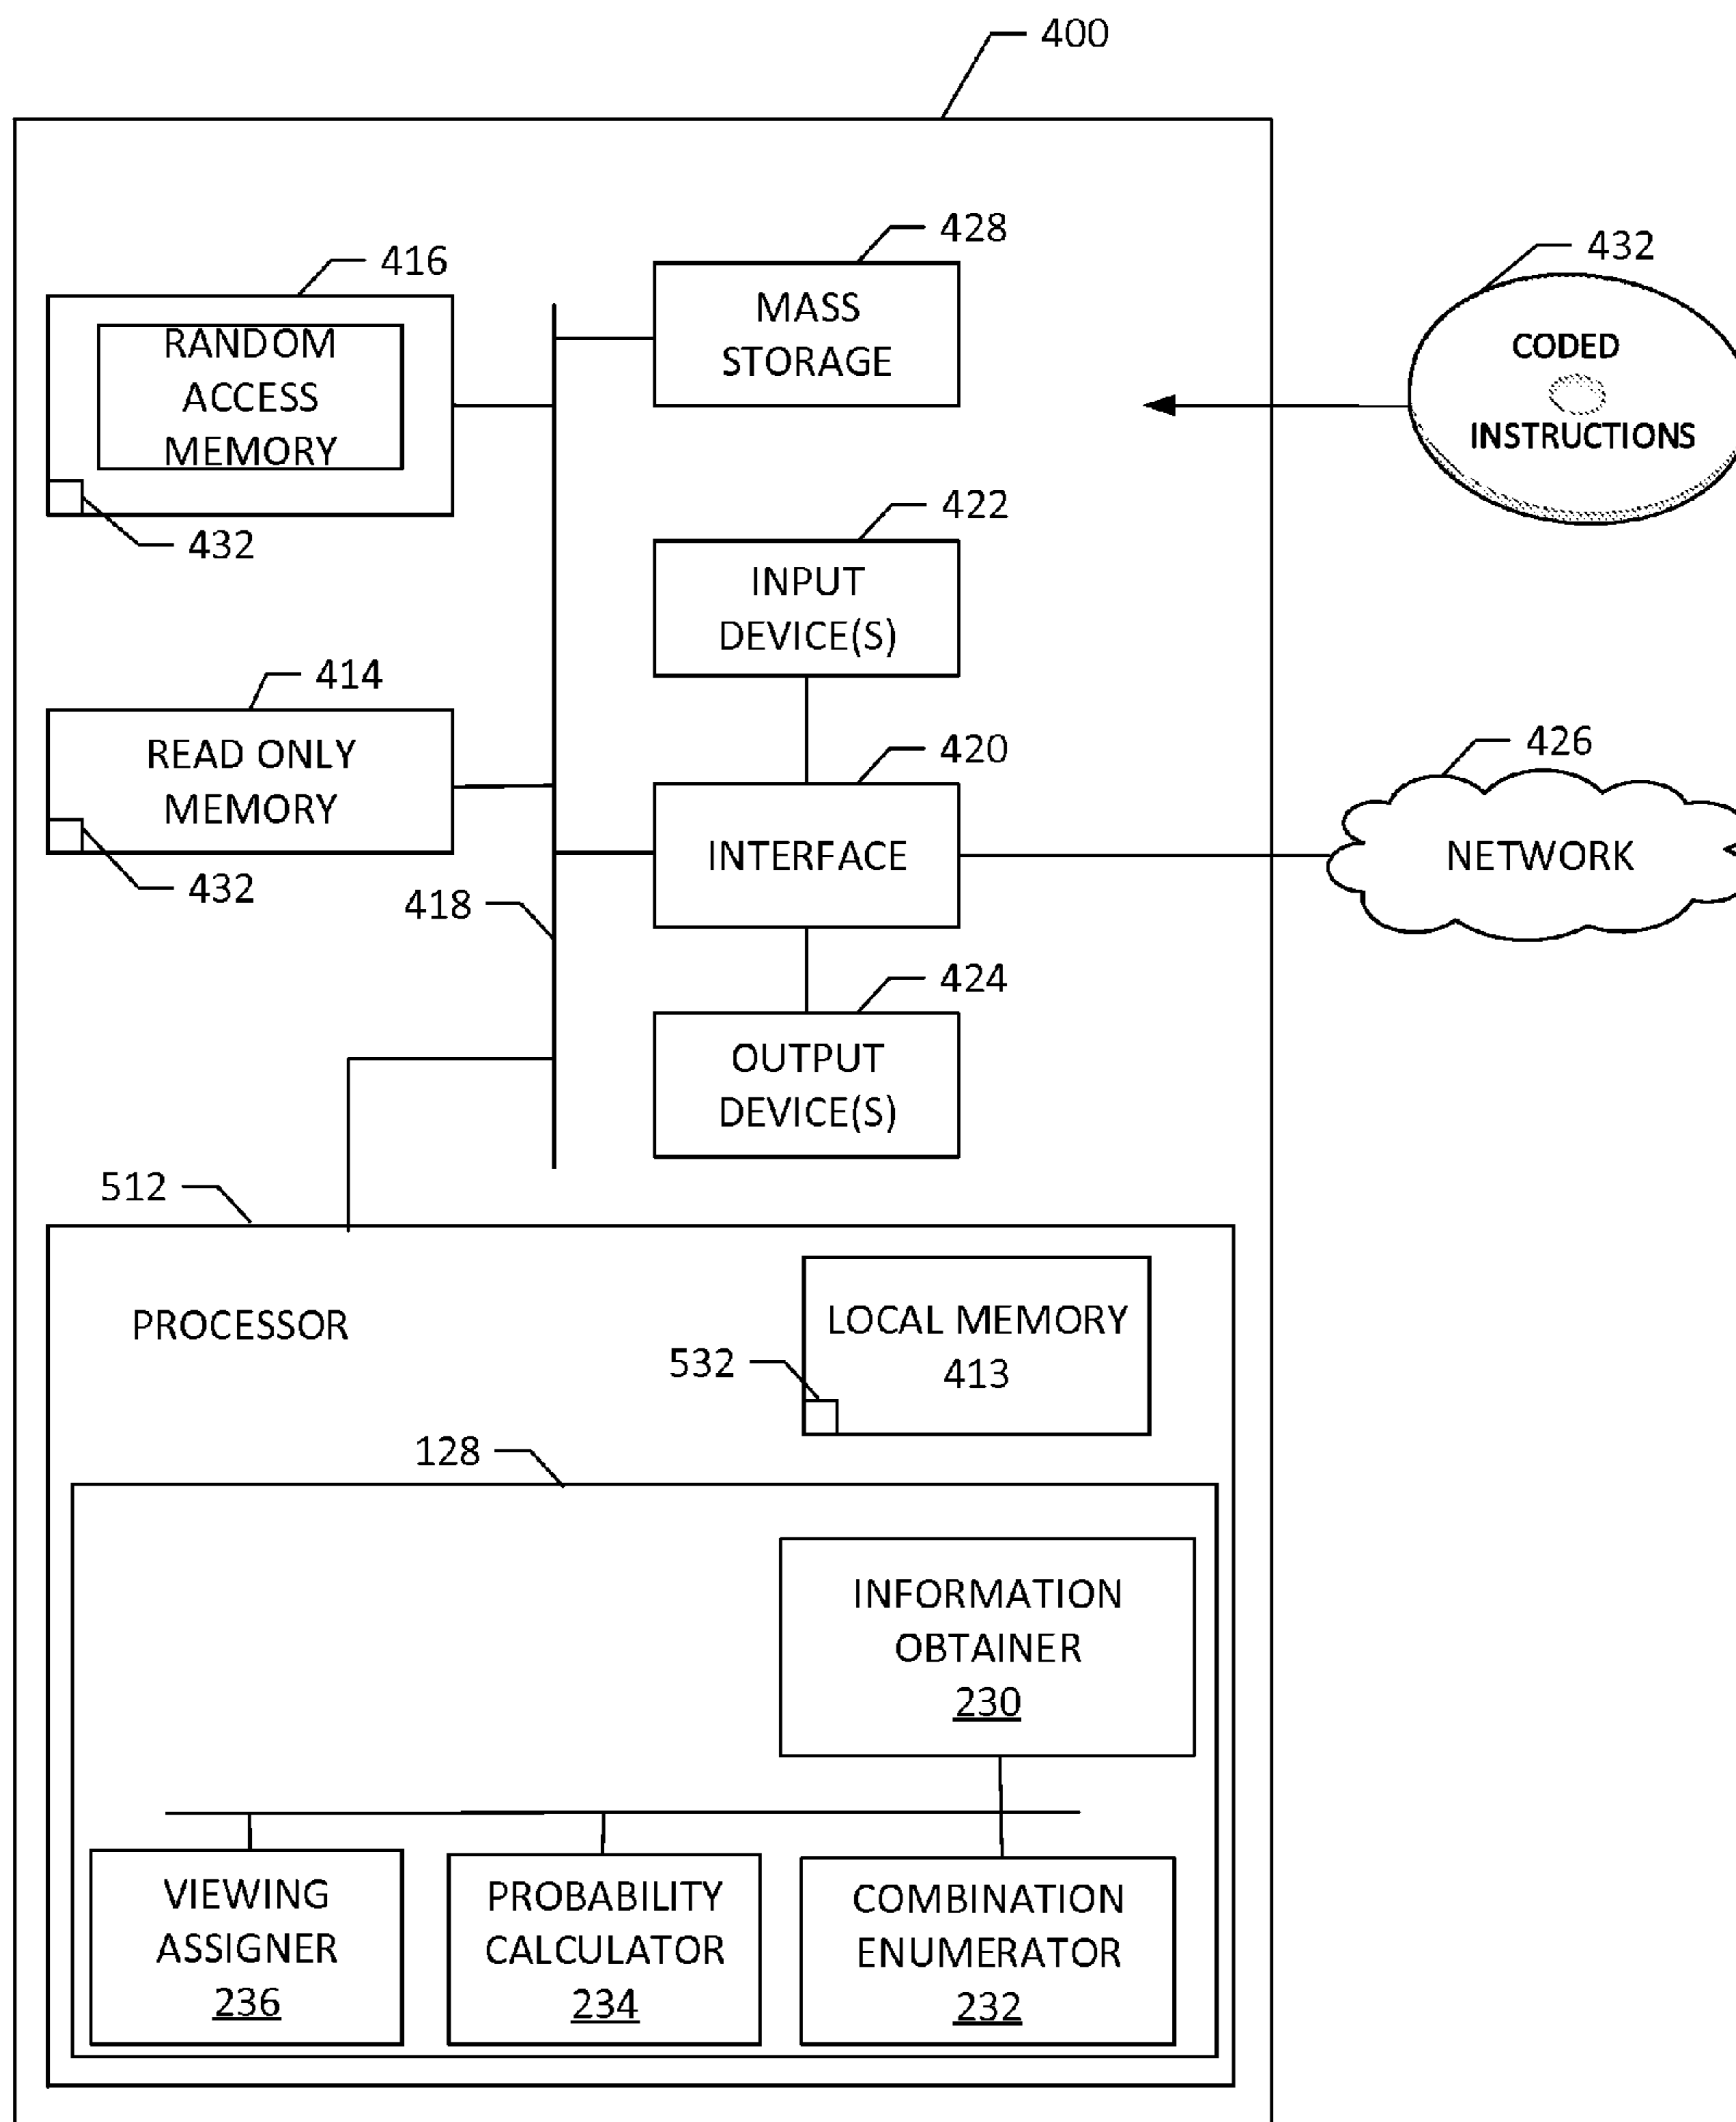 400
428
416
432
MASS
STORAGE
RANDOM
ACCESS
MEMORY
CODED
INSTRUCTIONS
432
422
INPUT
DEVICE(S)
414
READ ONLY
MEMORY
420
426
INTERFACE
NETWORK
432
418
424
OUTPUT
DEVICE(S)
512
PROCESSOR
LOCAL MEMORY
413
532
128
INFORMATION
OBTAINER
230
VIEWING
ASSIGNER
236
PROBABILITY
CALCULATOR
234
COMBINATION
ENUMERATOR
232